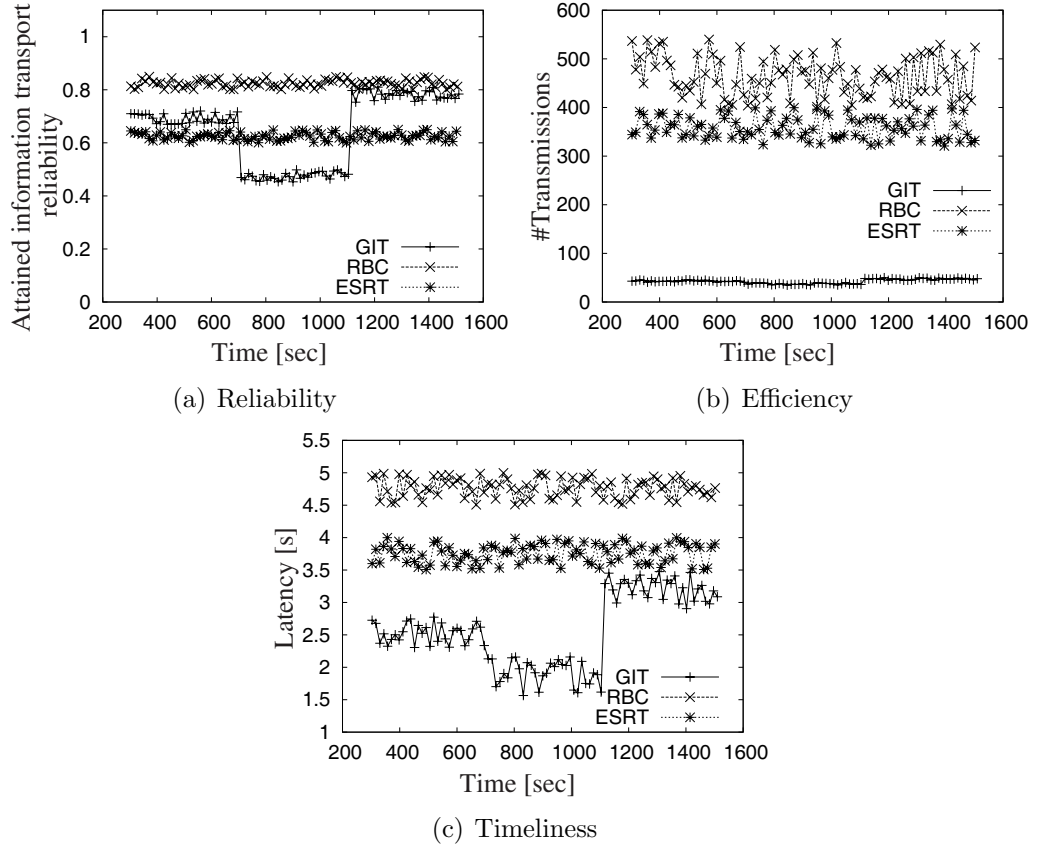 Attained information transport
reliability
1
0.8
0.6
0.4
0.2
0
GIT
RBC
ESRT
200 400 600 800 1000 1200 1400 1600
Time [sec]
(a) Reliability
#Transmissions
600
500
400
300
200
100
0
GIT
RBC
ESRT
200 400 600 800 1000 1200 1400 1600
Time [sec]
(b) Efficiency
Latency [s]
5.5
5
4.5
4
3.5
3
2.5
2
1.5
1
GIT
RBC
ESRT
200 400 600 800 1000 1200 1400 1600
Time [sec]
(c) Timeliness